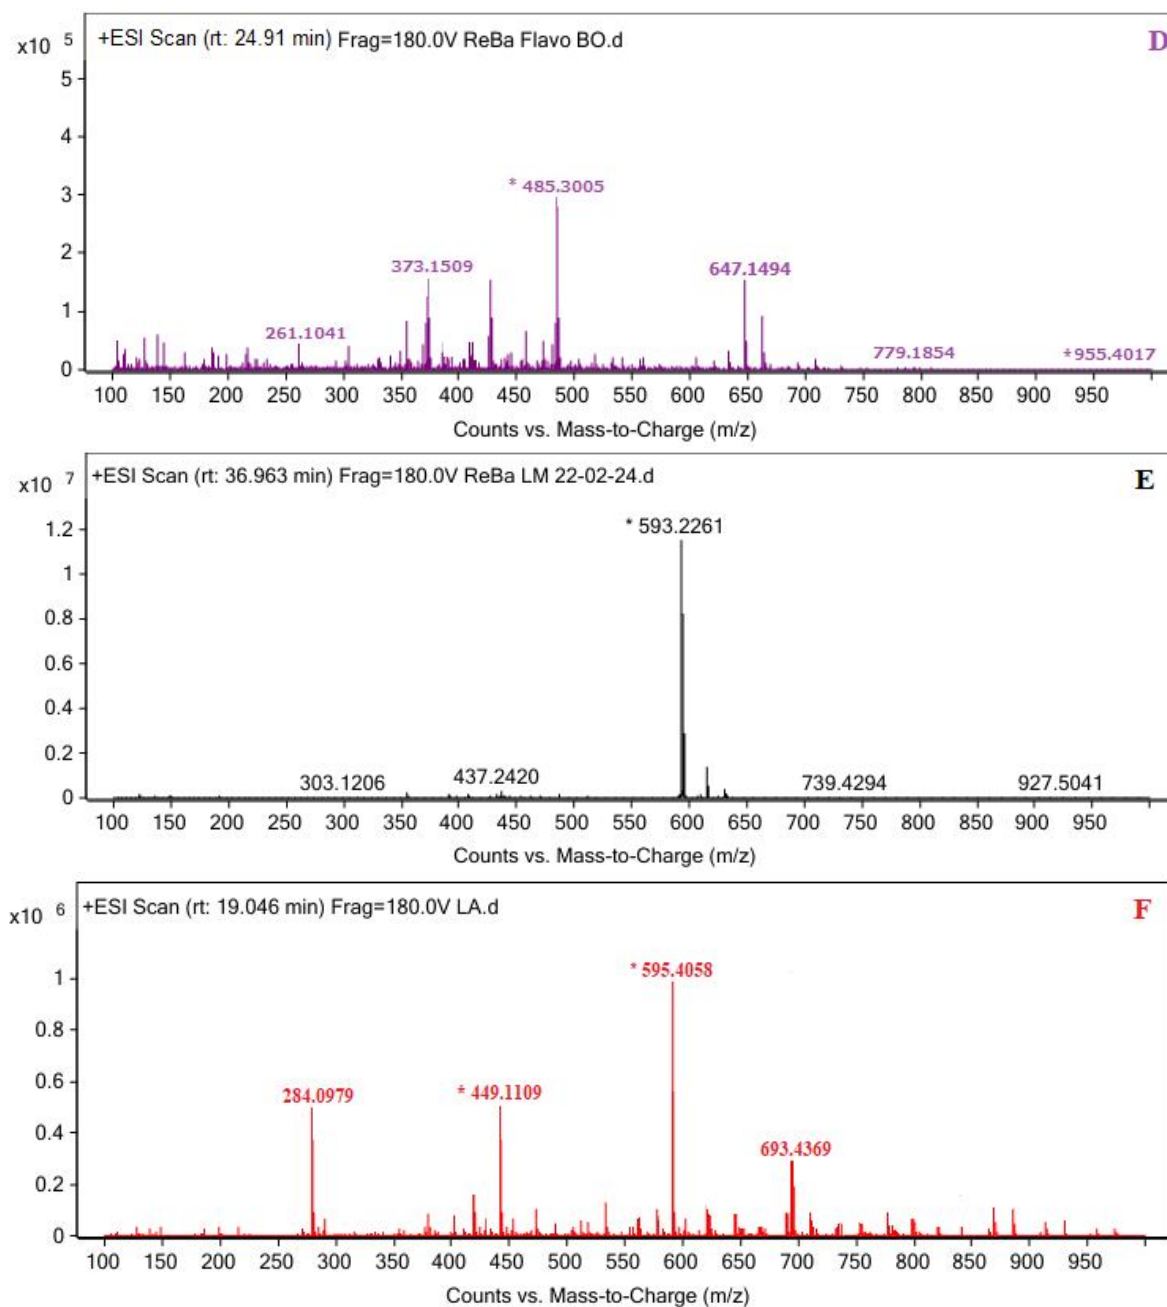 +ESI Scan (rt: 24.91 min) Frag=180.0V ReBa Flavo BO.d
D
x10 5
5
4
3
2
1
0
* 485.3005
373.1509
647.1494
261.1041
779.1854
*955.4017
100 150 200 250 300 350 400 450 500 550 600 650 700 750 800 850 900 950
Counts vs. Mass-to-Charge (m/z)
+ESI Scan (rt: 36.963 min) Frag=180.0V ReBa LM 22-02-24.d
E
x10 7
1.2
1
0.8
0.6
0.4
0.2
0
* 593.2261
303.1206
437.2420
739.4294
927.5041
100 150 200 250 300 350 400 450 500 550 600 650 700 750 800 850 900 950
Counts vs. Mass-to-Charge (m/z)
+ESI Scan (rt: 19.046 min) Frag=180.0V LA.d
F
x10 6
1
0.8
0.6
0.4
0.2
0
* 595.4058
284.0979
* 449.1109
693.4369
100 150 200 250 300 350 400 450 500 550 600 650 700 750 800 850 900 950
Counts vs. Mass-to-Charge (m/z)